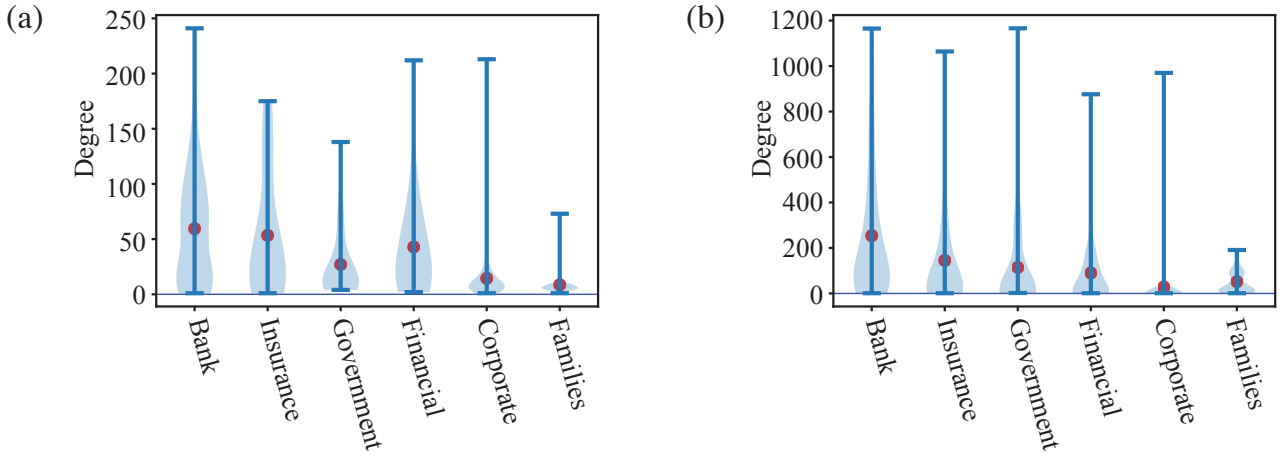 (a)
Degree
250
200
150
100
50
0
Bank
Insurance
Government
Financial
Corporate
Families
(b)
Degree
1200
1000
800
600
400
200
0
Bank
Insurance
Government
Financial
Corporate
Families